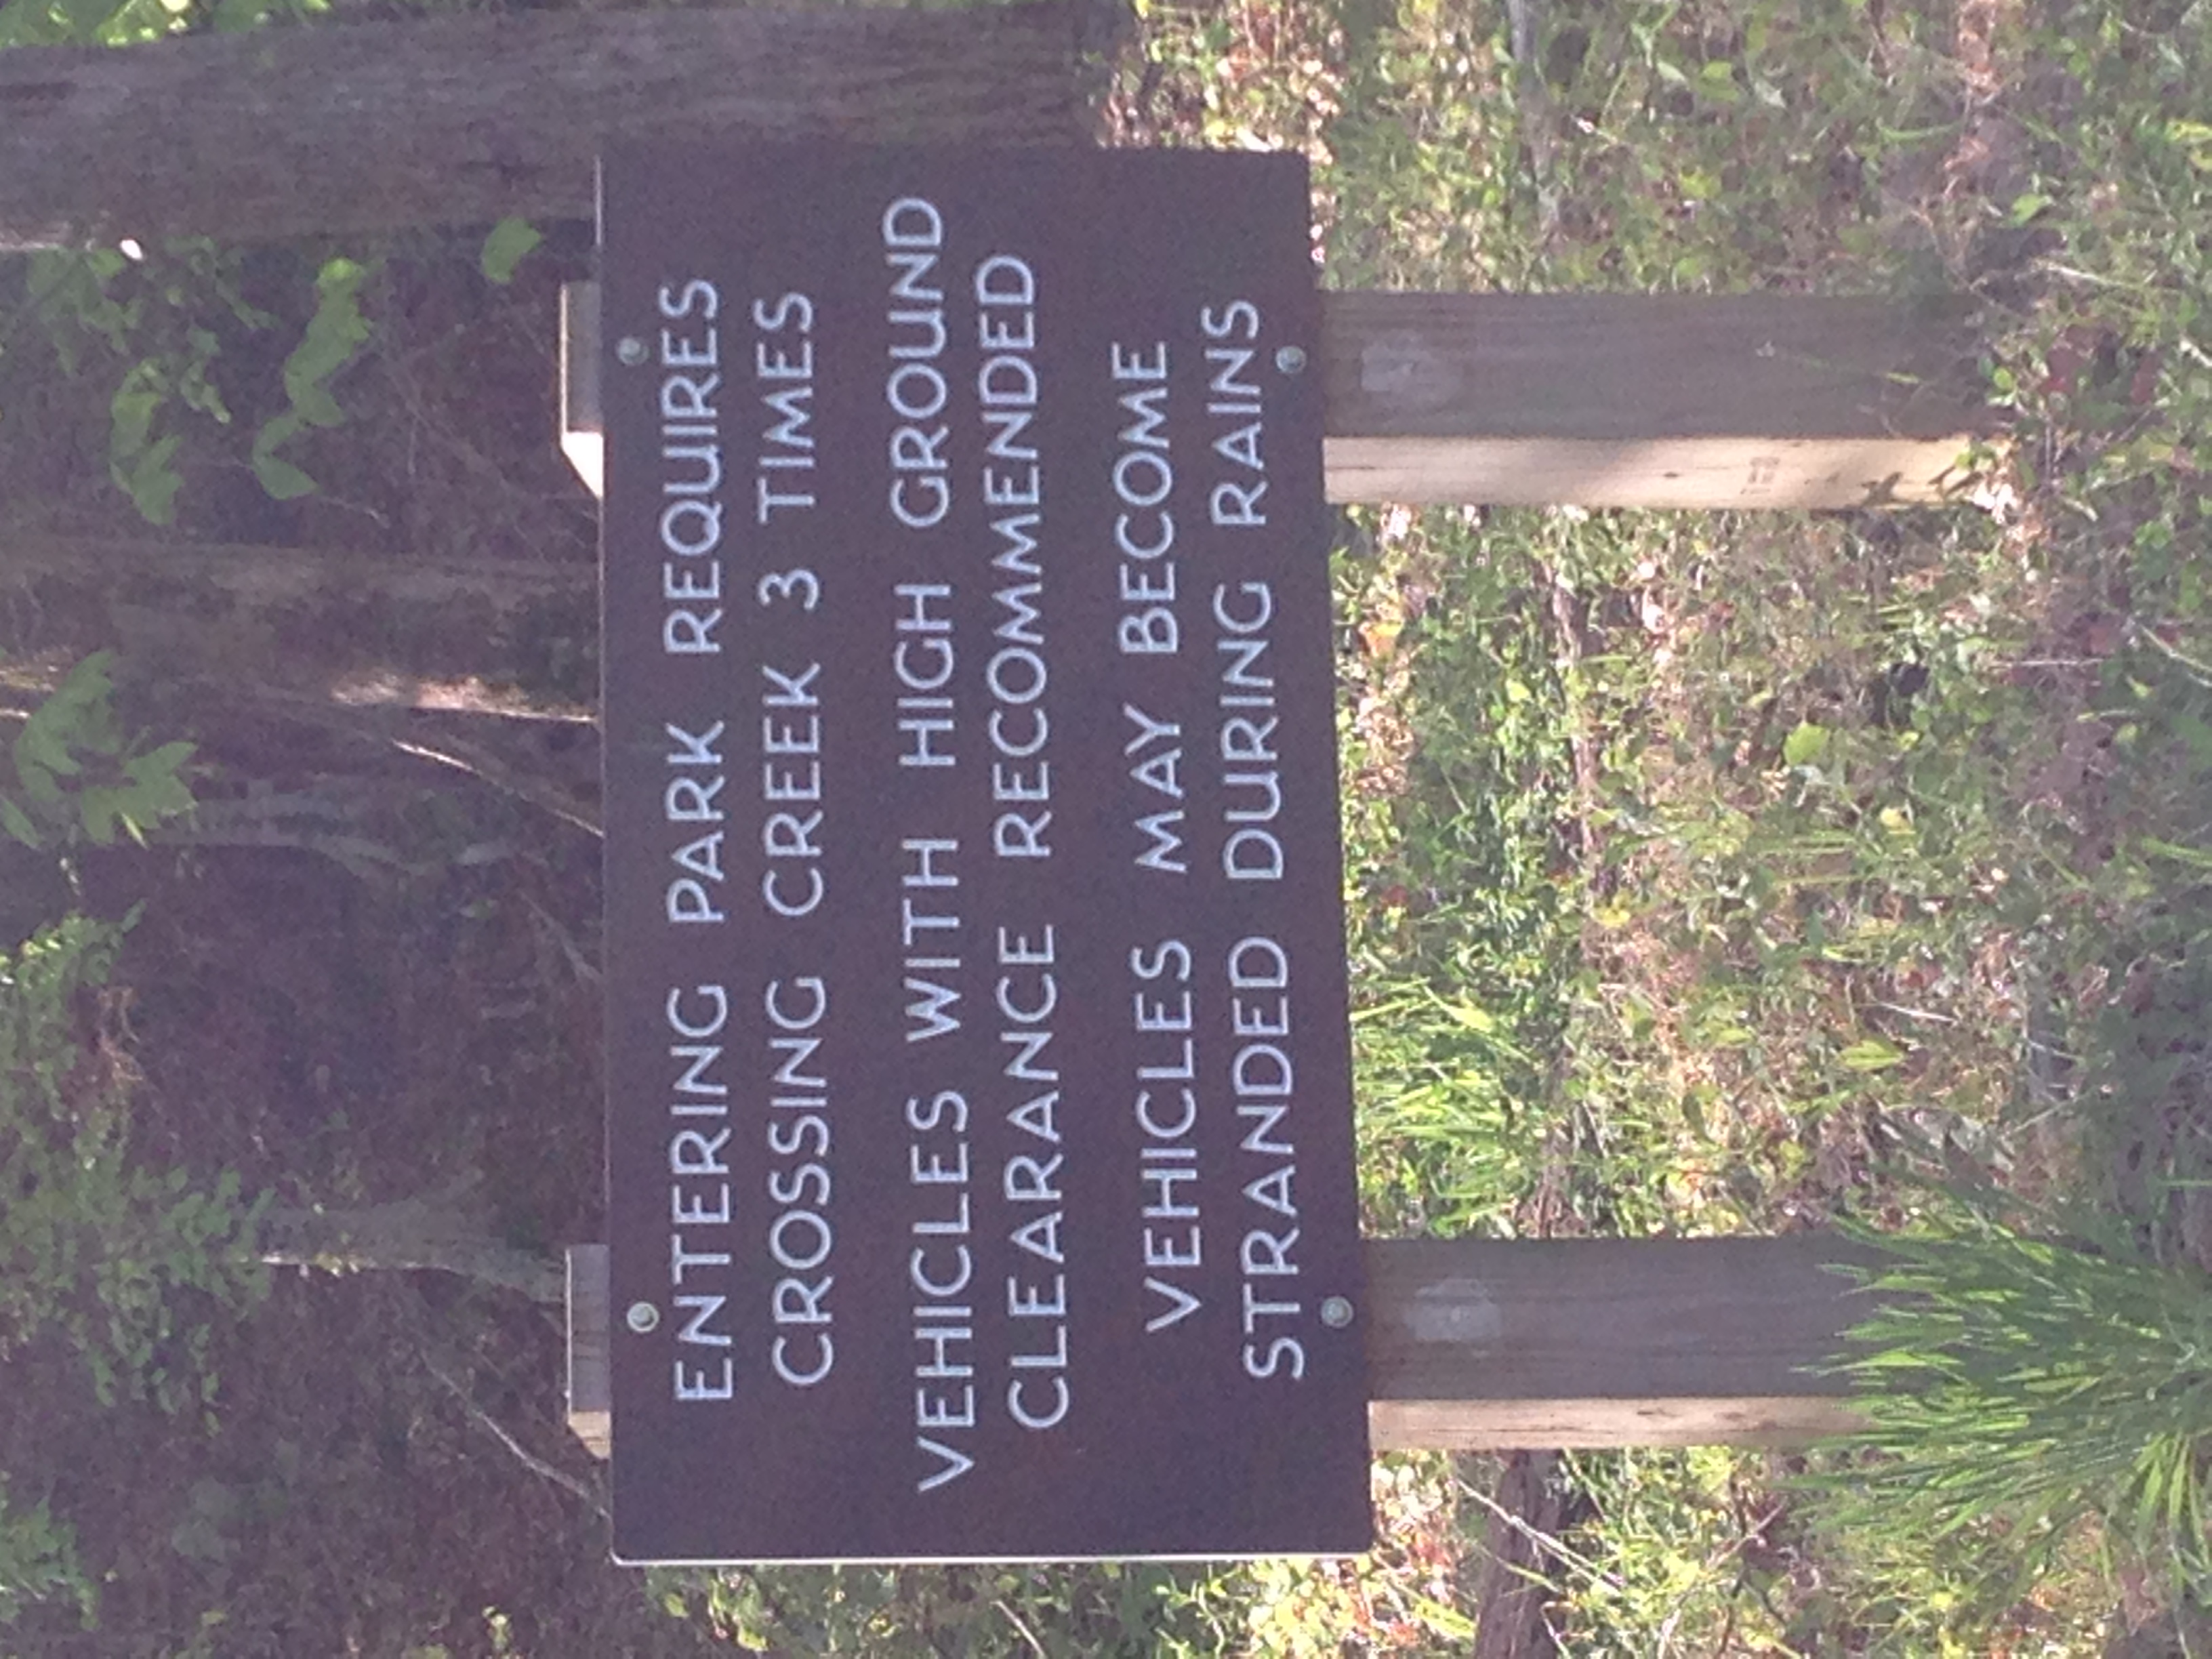 ENTERING PARK REQUIRES
CROSSING CREEK 3 TIMES
VEHICLES WITH HIGH GROUND
CLEARANCE RECOMMENDED
VEHICLES MAY BECOME
STRANDED DURING RAINS